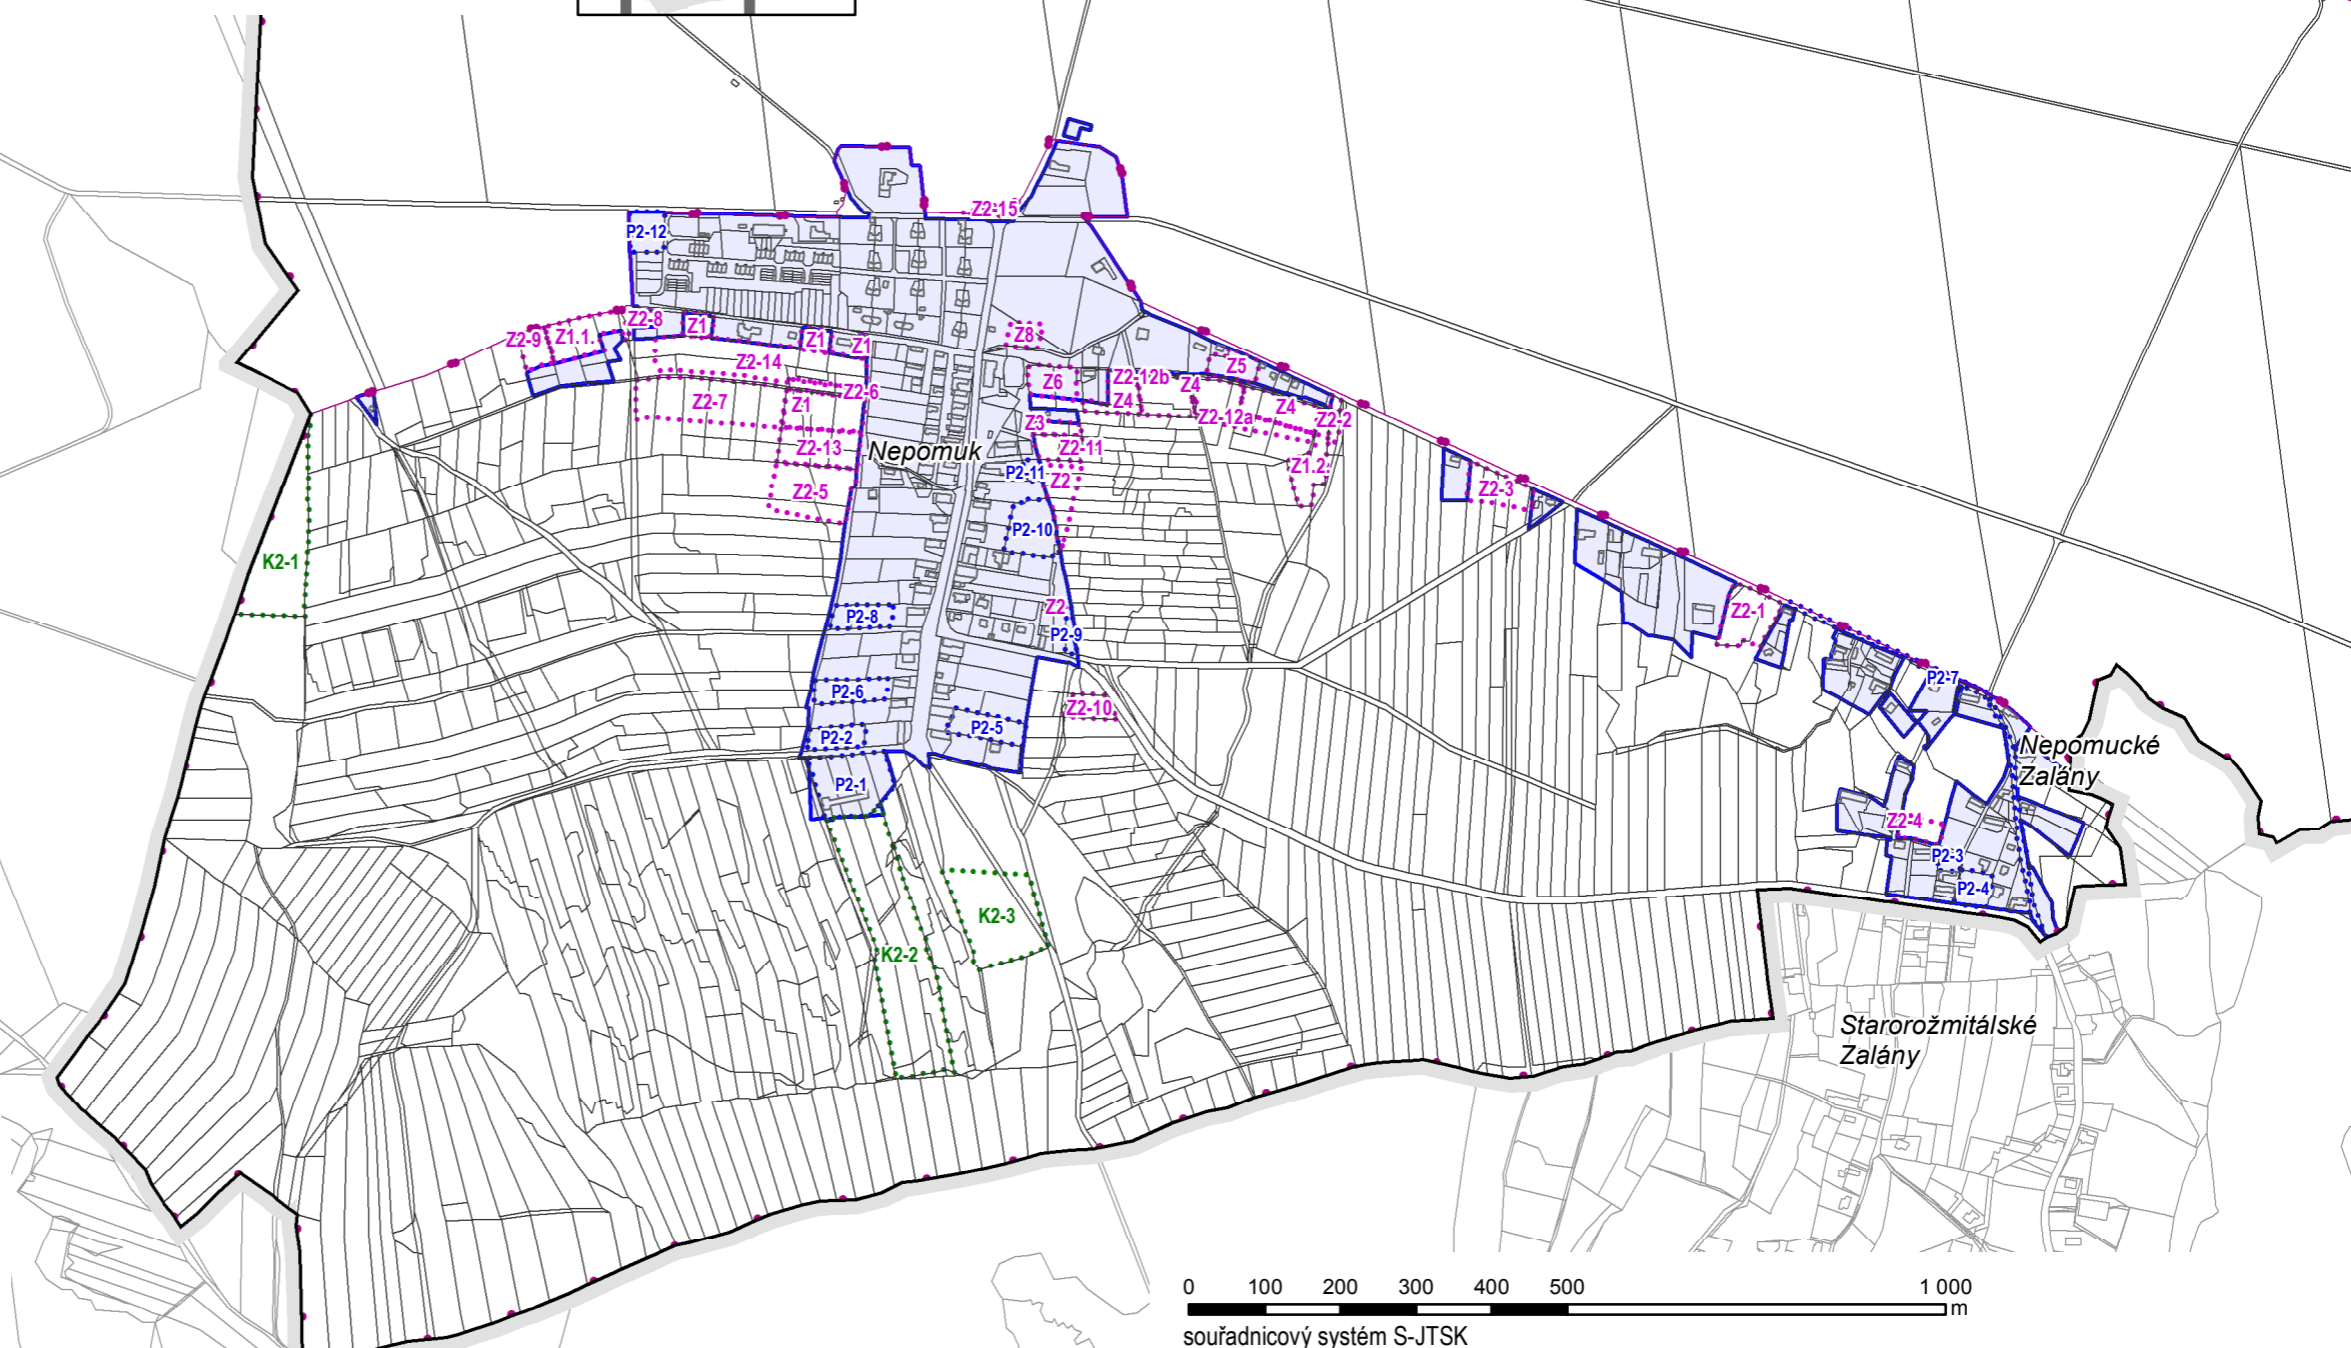 Z2-15
P2-12
Z2-8
Z2-9
Z1.1.
Z1
Z1
Z1
Z8
Z2-14
Z5
Z6
Z2-12b
Z4
Z2-6
Z2-7
Z1
Z4
Z4
Z2-12a
Z2-2
Z3
Z2-13
Nepomuk
Z2-11
P2-11
Z2
Z1.2.
Z2-5
Z2-3
P2-10
K2-1
P2-8
Z2
P2-9
Z2-1
P2-6
P2-7
Z2-10
P2-2
P2-5
Nepomucké
Zalány
P2-1
Z2-4
P2-3
P2-4
K2-3
K2-2
Starorožmitálské
Zalány
0 100 200 300 400 500 1 000
m
souřadnicový systém S-JTSK